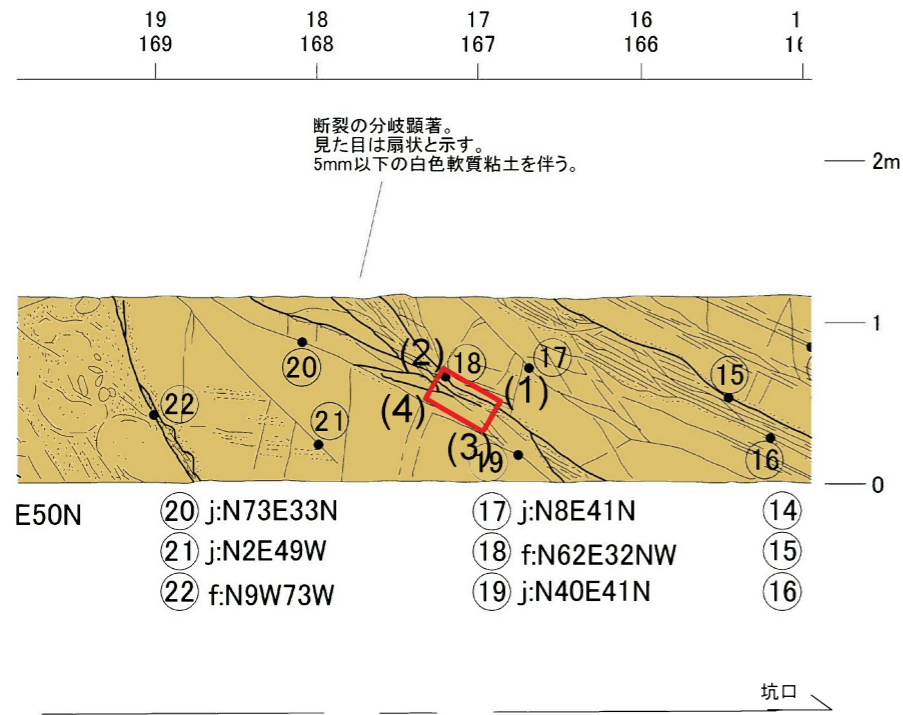 19 18 17 16 1
169 168 167 166
断裂の分岐顕著。
見た目は扇状と示す。
5mm以下の白色軟質粘土を伴う。
2m
1
(2) 18 17
20 (1) 15
22 21 (4)
(3) 19 16
0
E50N ⑳ j:N73E33N ⑰ j:N8E41N ⑭
㉑ j:N2E49W ⑱ f:N62E32NW ⑮
㉒ f:N9W73W ⑲ j:N40E41N ⑯
坑口